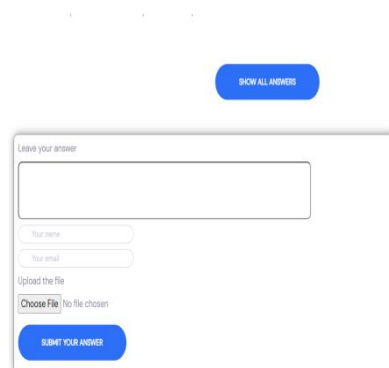 SHOW ALL ANSWERS
Leave your answer
Your name
Your email
Upload the file
Choose File No file chosen
SUBMIT YOUR ANSWER